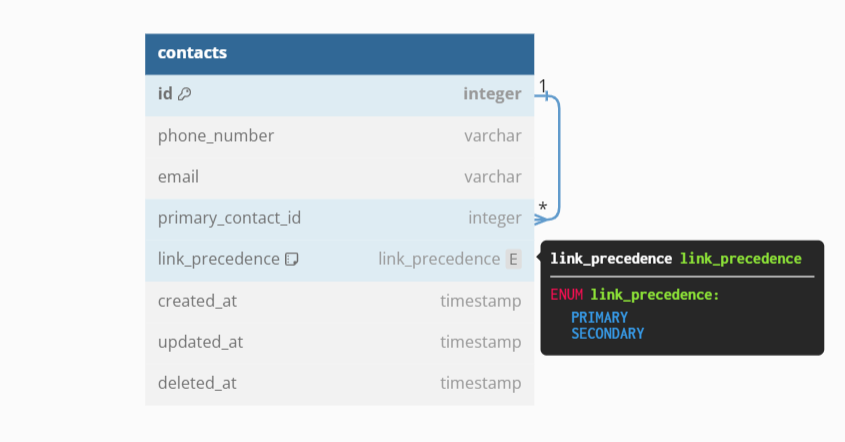 contacts
id integer 1
phone_number varchar
email varchar
primary_contact_id integer *
link_precedence link_precedence E
link_precedence link_precedence
ENUM link_precedence:
PRIMARY
SECONDARY
created_at timestamp
updated_at timestamp
deleted_at timestamp